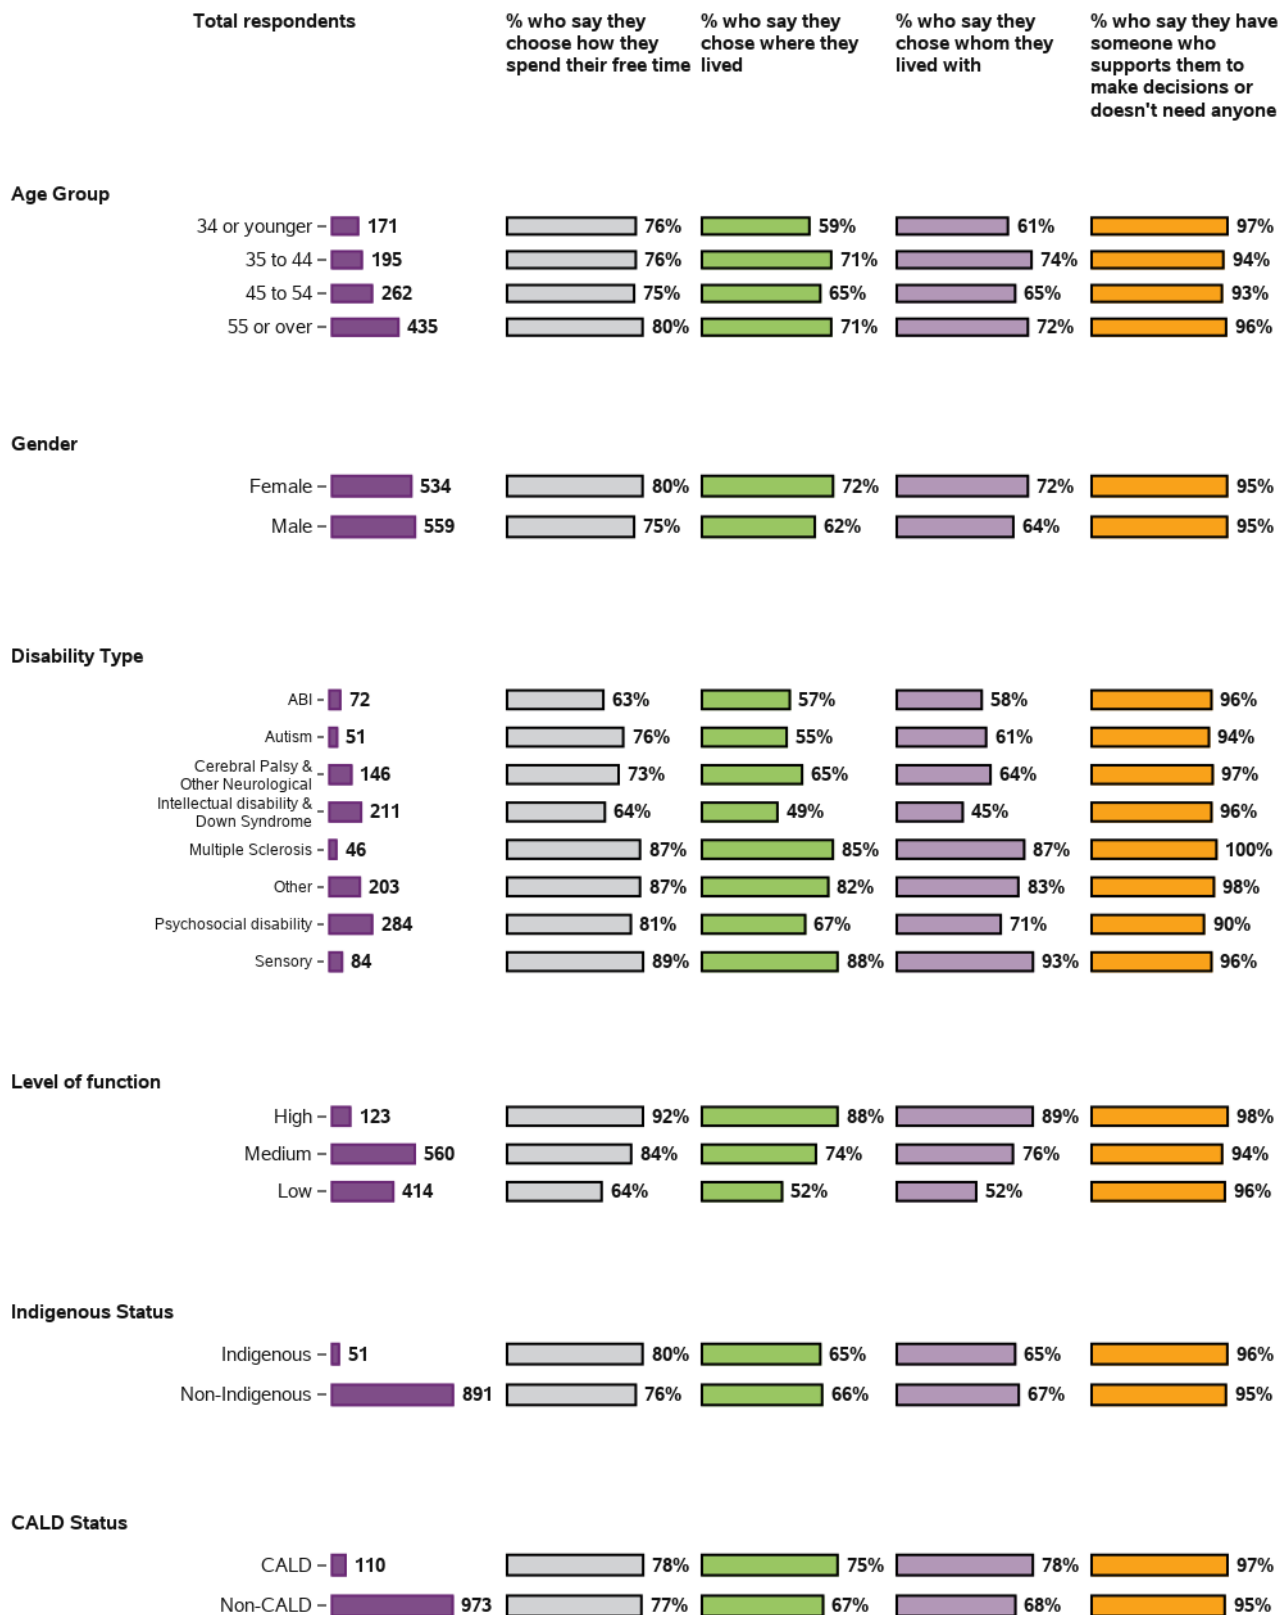 Total respondents
% who say they choose how they spend their free time
% who say they chose where they lived
% who say they chose whom they lived with
% who say they have someone who supports them to make decisions or doesn't need anyone
Age Group
34 or younger 171 76% 59% 61% 97%
35 to 44 195 76% 71% 74% 94%
45 to 54 262 75% 65% 65% 93%
55 or over 435 80% 71% 72% 96%
Gender
Female 534 80% 72% 72% 95%
Male 559 75% 62% 64% 95%
Disability Type
ABI 72 63% 57% 58% 96%
Autism 51 76% 55% 61% 94%
Cerebral Palsy & Other Neurological 146 73% 65% 64% 97%
Intellectual disability & Down Syndrome 211 64% 49% 45% 96%
Multiple Sclerosis 46 87% 85% 87% 100%
Other 203 87% 82% 83% 98%
Psychosocial disability 284 81% 67% 71% 90%
Sensory 84 89% 88% 93% 96%
Level of function
High 123 92% 88% 89% 98%
Medium 560 84% 74% 76% 94%
Low 414 64% 52% 52% 96%
Indigenous Status
Indigenous 51 80% 65% 65% 96%
Non-Indigenous 891 76% 66% 67% 95%
CALD Status
CALD 110 78% 75% 78% 97%
Non-CALD 973 77% 67% 68% 95%